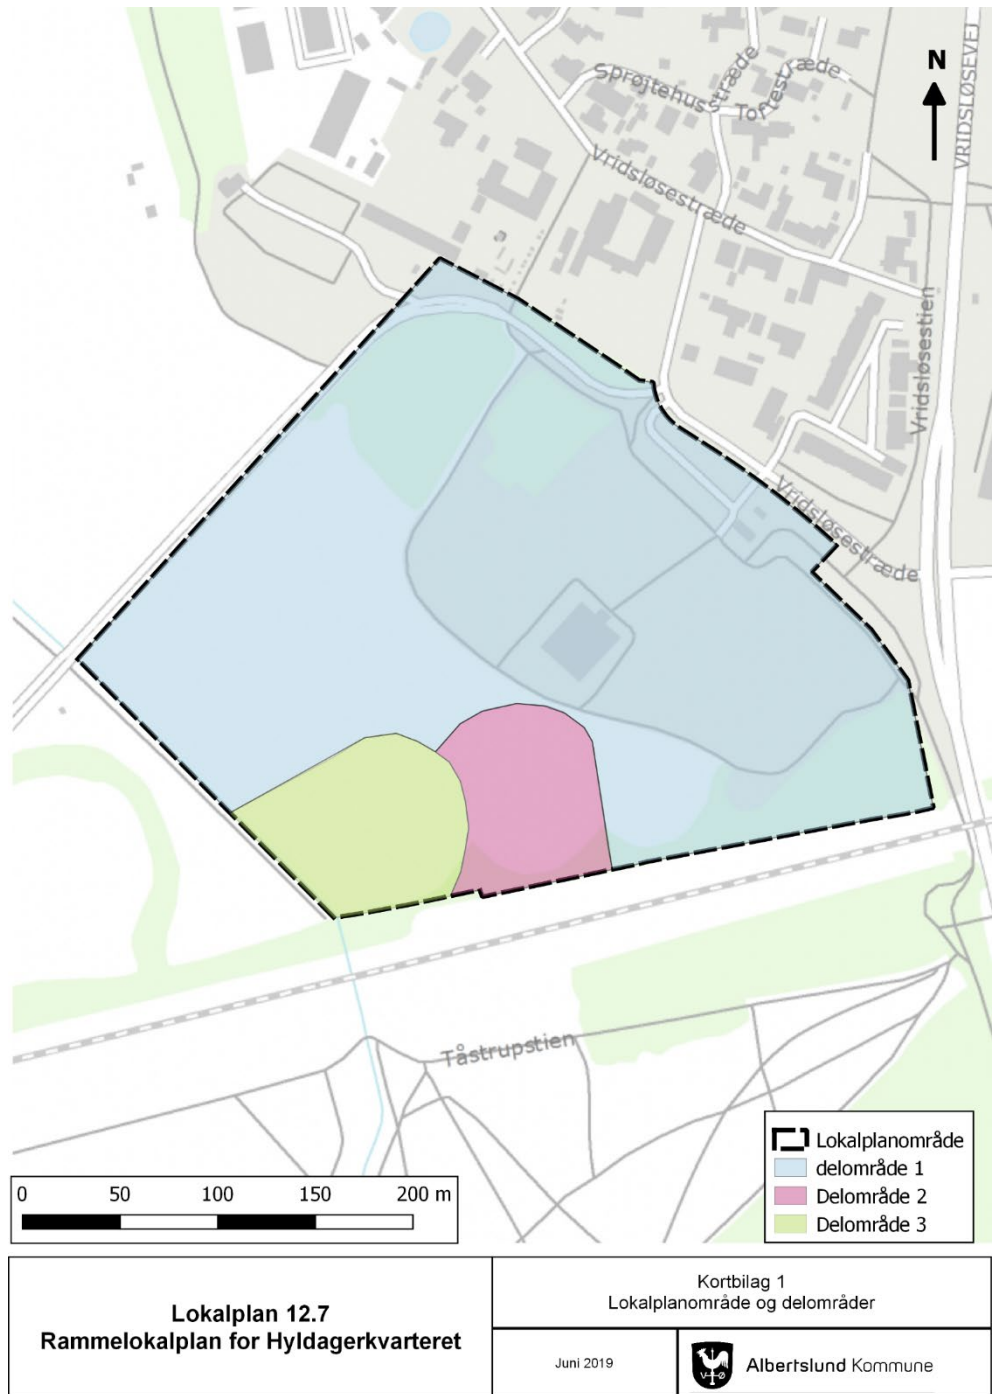 N
VRIDSLØSEVEJ
Sprøjtehusstræde
Toftestræde
Vridsløsestræde
Vridsløsestien
Vridsløsestræde
Tåstrupstien
Lokalplanområde
delområde 1
Delområde 2
Delområde 3
0 50 100 150 200 m
Lokalplan 12.7
Rammelokalplan for Hyldagerkvarteret
Kortbilag 1
Lokalplanområde og delområder
Juni 2019
V Ø
Albertslund Kommune